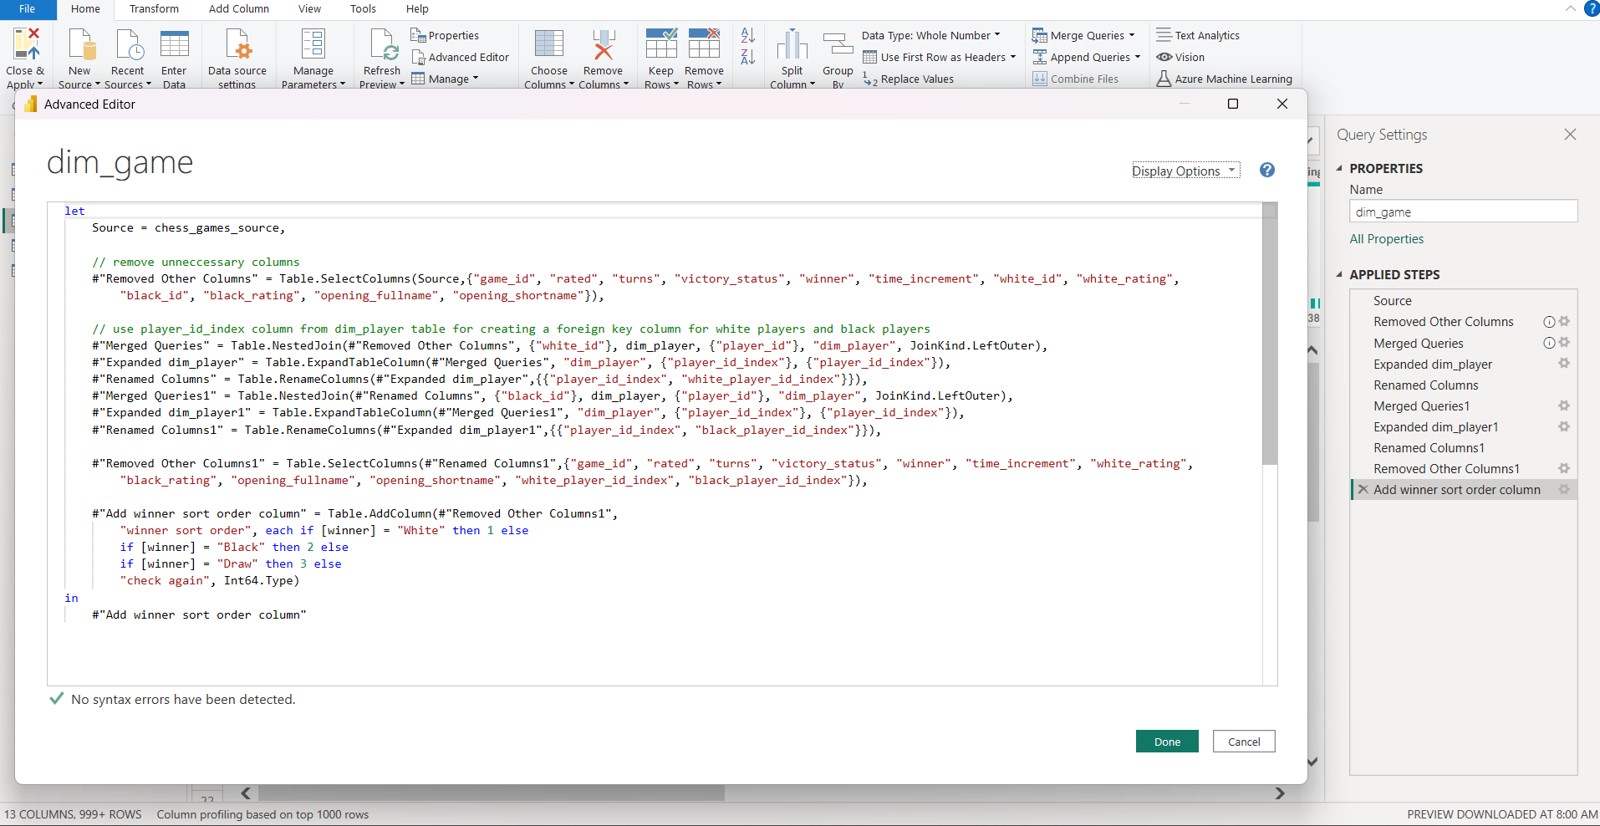 File Home Transform Add Column View Tools Help
Close & Apply
New Source
Recent Sources
Enter Data
Data source settings
Manage Parameters
Refresh Preview
Properties
Advanced Editor
Manage
Choose Columns
Remove Columns
Keep Rows
Remove Rows
Split Column
Group By
Data Type: Whole Number
Use First Row as Headers
Replace Values
Merge Queries
Append Queries
Combine Files
Text Analytics
Vision
Azure Machine Learning
Advanced Editor
dim_game
Display Options
let
Source = chess_games_source,
// remove unneccessary columns
#"Removed Other Columns" = Table.SelectColumns(Source,{"game_id", "rated", "turns", "victory_status", "winner", "time_increment", "white_id", "white_rating",
"black_id", "black_rating", "opening_fullname", "opening_shortname"}),
// use player_id_index column from dim_player table for creating a foreign key column for white players and black players
#"Merged Queries" = Table.NestedJoin(#"Removed Other Columns", {"white_id"}, dim_player, {"player_id"}, "dim_player", JoinKind.LeftOuter),
#"Expanded dim_player" = Table.ExpandTableColumn(#"Merged Queries", "dim_player", {"player_id_index"}, {"player_id_index"}),
#"Renamed Columns" = Table.RenameColumns(#"Expanded dim_player",{{"player_id_index", "white_player_id_index"}}),
#"Merged Queries1" = Table.NestedJoin(#"Renamed Columns", {"black_id"}, dim_player, {"player_id"}, "dim_player", JoinKind.LeftOuter),
#"Expanded dim_player1" = Table.ExpandTableColumn(#"Merged Queries1", "dim_player", {"player_id_index"}, {"player_id_index"}),
#"Renamed Columns1" = Table.RenameColumns(#"Expanded dim_player1",{{"player_id_index", "black_player_id_index"}}),
#"Removed Other Columns1" = Table.SelectColumns(#"Renamed Columns1",{"game_id", "rated", "turns", "victory_status", "winner", "time_increment", "white_rating",
"black_rating", "opening_fullname", "opening_shortname", "white_player_id_index", "black_player_id_index"}),
#"Add winner sort order column" = Table.AddColumn(#"Removed Other Columns1",
"winner sort order", each if [winner] = "White" then 1 else
if [winner] = "Black" then 2 else
if [winner] = "Draw" then 3 else
"check again", Int64.Type)
in
#"Add winner sort order column"
No syntax errors have been detected.
Done Cancel
Query Settings
PROPERTIES
Name
dim_game
All Properties
APPLIED STEPS
Source
Removed Other Columns
Merged Queries
Expanded dim_player
Renamed Columns
Merged Queries1
Expanded dim_player1
Renamed Columns1
Removed Other Columns1
Add winner sort order column
38
13 COLUMNS, 999+ ROWS Column profiling based on top 1000 rows
PREVIEW DOWNLOADED AT 8:00 AM